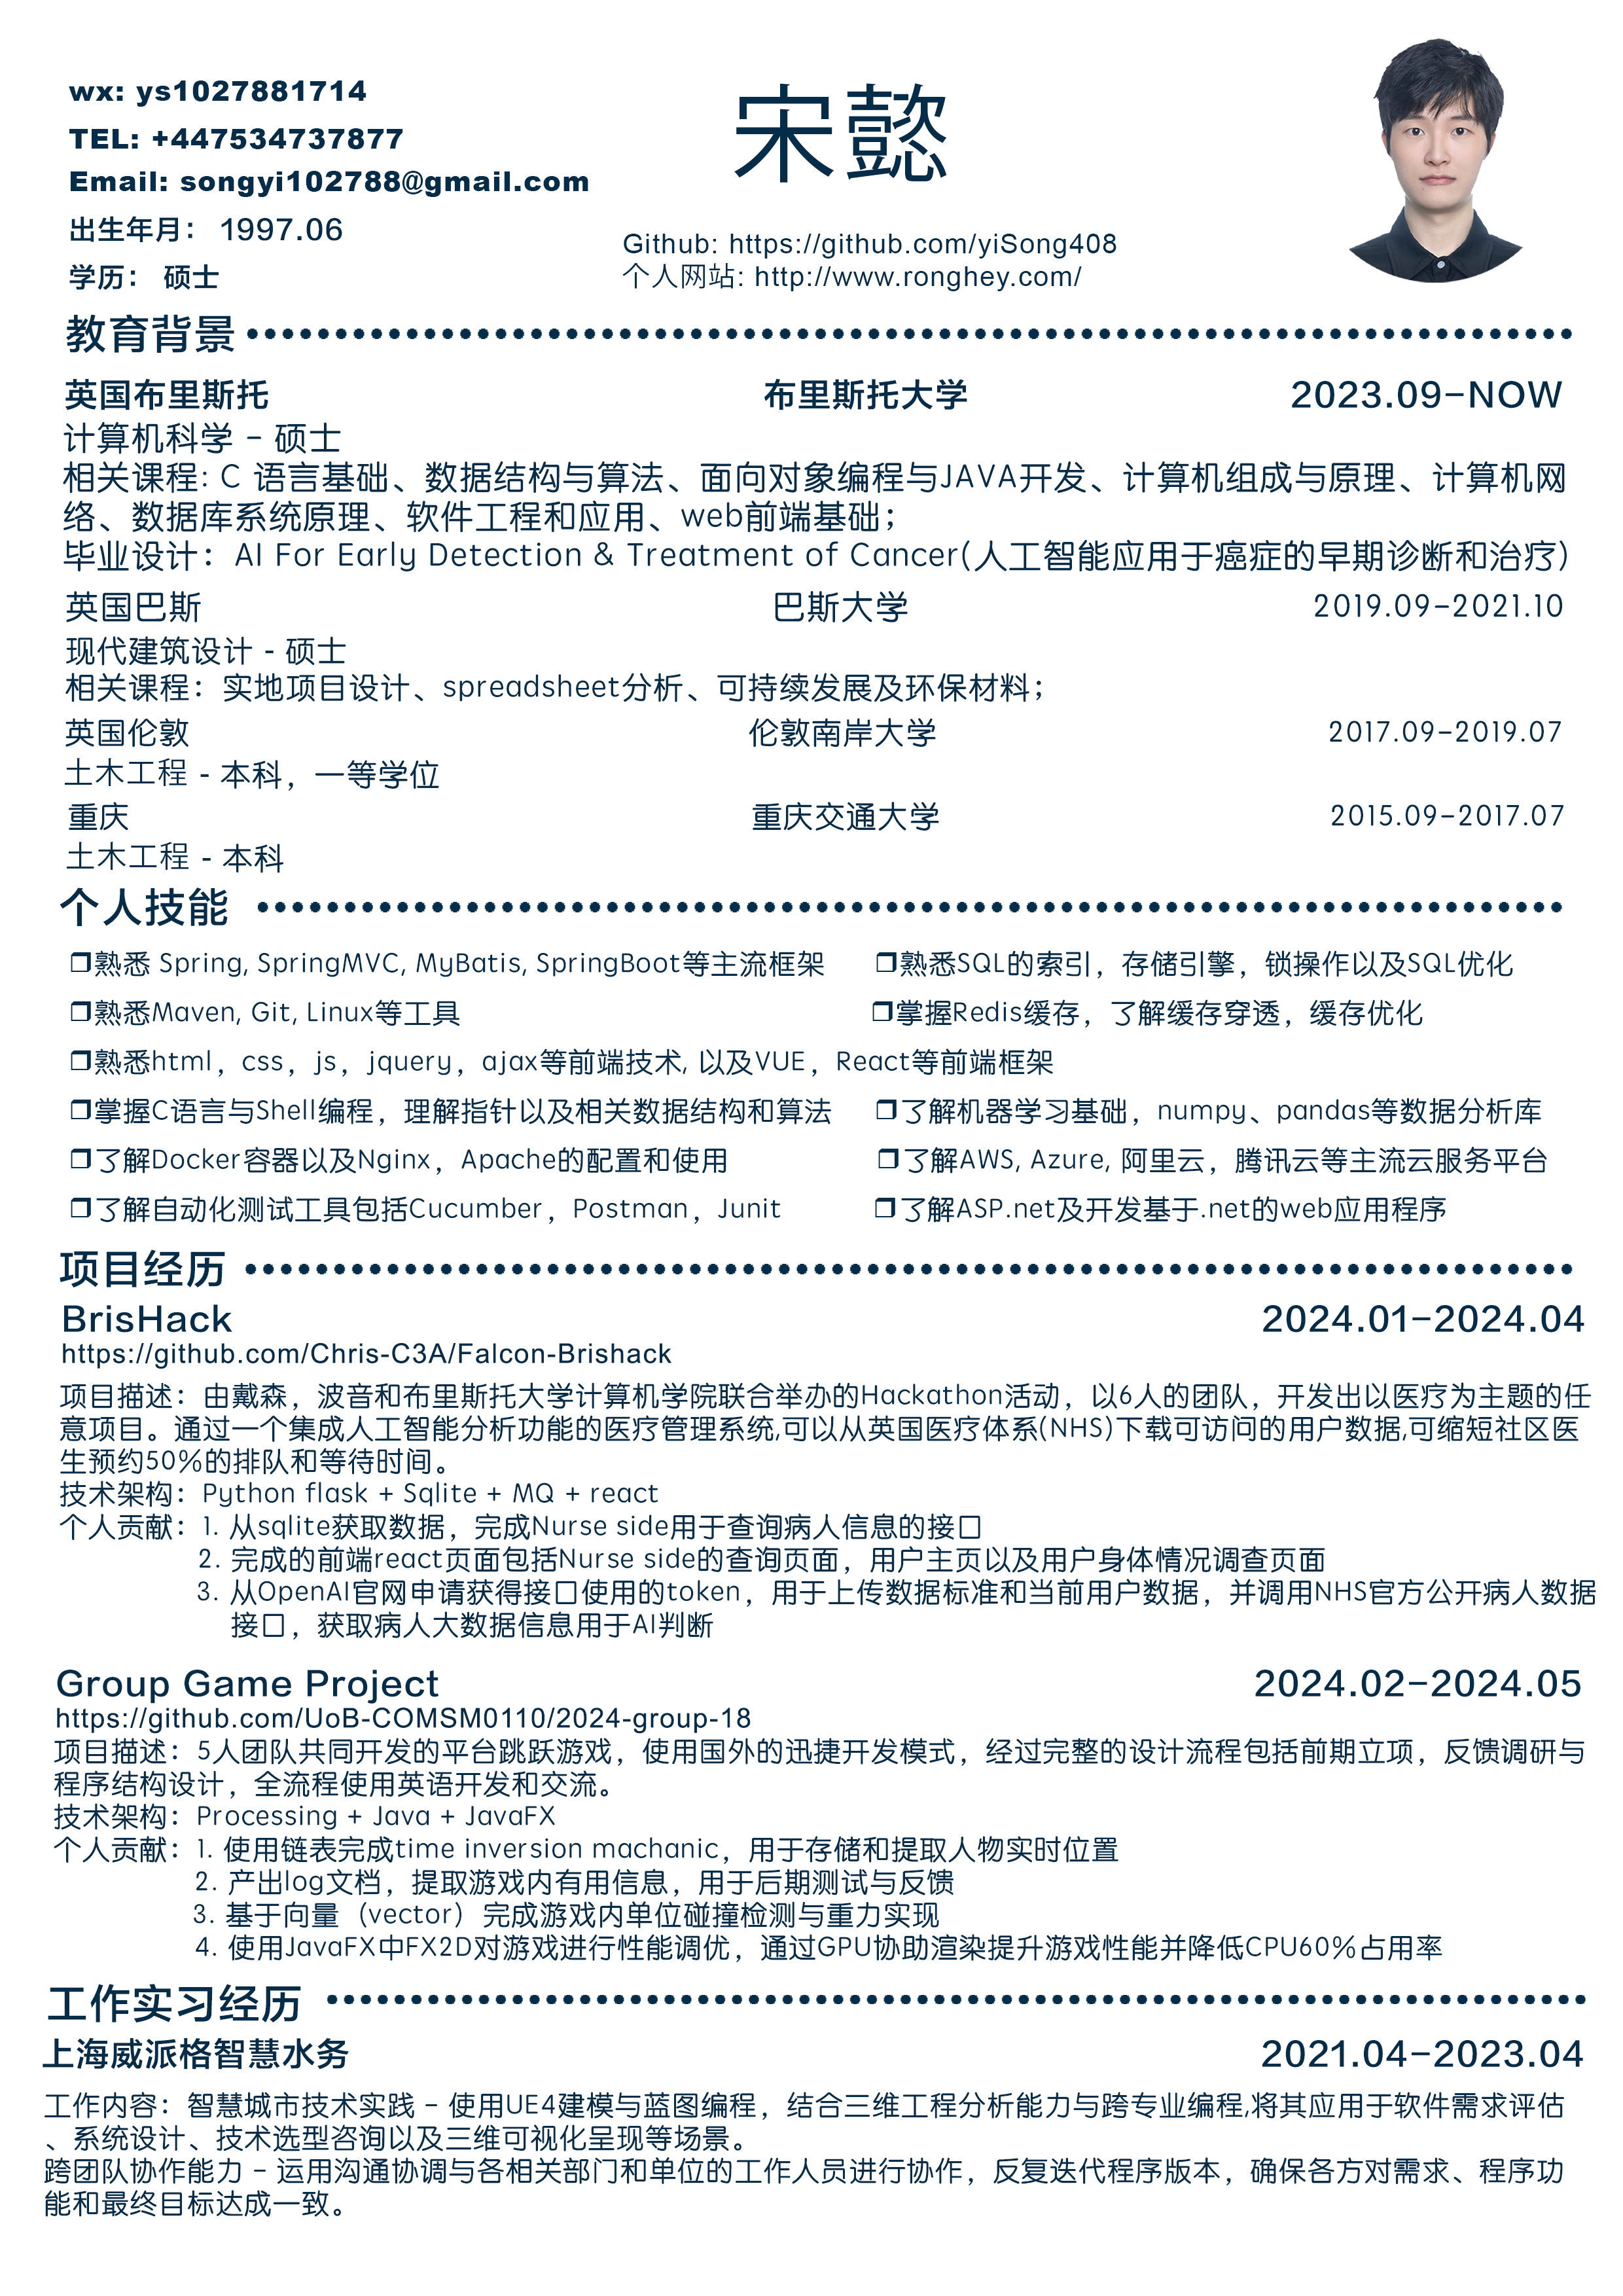 wx: ys1027881714
TEL: +447534737877
Email: songyi102788@gmail.com
出生年月： 1997.06
学历： 硕士
宋懿
Github: https://github.com/yiSong408
个人网站: http://www.ronghey.com/
教育背景
英国布里斯托 布里斯托大学 2023.09-NOW
计算机科学 - 硕士
相关课程: C 语言基础、数据结构与算法、面向对象编程与JAVA开发、计算机组成与原理、计算机网
络、数据库系统原理、软件工程和应用、web前端基础；
毕业设计：AI For Early Detection & Treatment of Cancer(人工智能应用于癌症的早期诊断和治疗)
英国巴斯 巴斯大学 2019.09-2021.10
现代建筑设计 - 硕士
相关课程：实地项目设计、spreadsheet分析、可持续发展及环保材料；
英国伦敦 伦敦南岸大学 2017.09-2019.07
土木工程 - 本科，一等学位
重庆 重庆交通大学 2015.09-2017.07
土木工程 - 本科
个人技能
❒熟悉 Spring, SpringMVC, MyBatis, SpringBoot等主流框架 ❒熟悉SQL的索引，存储引擎，锁操作以及SQL优化
❒熟悉Maven, Git, Linux等工具 ❒掌握Redis缓存，了解缓存穿透，缓存优化
❒熟悉html，css，js，jquery，ajax等前端技术, 以及VUE，React等前端框架
❒掌握C语言与Shell编程，理解指针以及相关数据结构和算法 ❒了解机器学习基础，numpy、pandas等数据分析库
❒了解Docker容器以及Nginx，Apache的配置和使用 ❒了解AWS, Azure, 阿里云，腾讯云等主流云服务平台
❒了解自动化测试工具包括Cucumber，Postman，Junit ❒了解ASP.net及开发基于.net的web应用程序
项目经历
BrisHack 2024.01-2024.04
https://github.com/Chris-C3A/Falcon-Brishack
项目描述：由戴森，波音和布里斯托大学计算机学院联合举办的Hackathon活动，以6人的团队，开发出以医疗为主题的任
意项目。通过一个集成人工智能分析功能的医疗管理系统,可以从英国医疗体系(NHS)下载可访问的用户数据,可缩短社区医
生预约50%的排队和等待时间。
技术架构：Python flask + Sqlite + MQ + react
个人贡献：1. 从sqlite获取数据，完成Nurse side用于查询病人信息的接口
2. 完成的前端react页面包括Nurse side的查询页面，用户主页以及用户身体情况调查页面
3. 从OpenAI官网申请获得接口使用的token，用于上传数据标准和当前用户数据，并调用NHS官方公开病人数据
接口，获取病人大数据信息用于AI判断
Group Game Project 2024.02-2024.05
https://github.com/UoB-COMSM0110/2024-group-18
项目描述：5人团队共同开发的平台跳跃游戏，使用国外的迅捷开发模式，经过完整的设计流程包括前期立项，反馈调研与
程序结构设计，全流程使用英语开发和交流。
技术架构：Processing + Java + JavaFX
个人贡献：1. 使用链表完成time inversion machanic，用于存储和提取人物实时位置
2. 产出log文档，提取游戏内有用信息，用于后期测试与反馈
3. 基于向量（vector）完成游戏内单位碰撞检测与重力实现
4. 使用JavaFX中FX2D对游戏进行性能调优，通过GPU协助渲染提升游戏性能并降低CPU60%占用率
工作实习经历
上海威派格智慧水务 2021.04-2023.04
工作内容：智慧城市技术实践 - 使用UE4建模与蓝图编程，结合三维工程分析能力与跨专业编程,将其应用于软件需求评估
、系统设计、技术选型咨询以及三维可视化呈现等场景。
跨团队协作能力 - 运用沟通协调与各相关部门和单位的工作人员进行协作，反复迭代程序版本，确保各方对需求、程序功
能和最终目标达成一致。